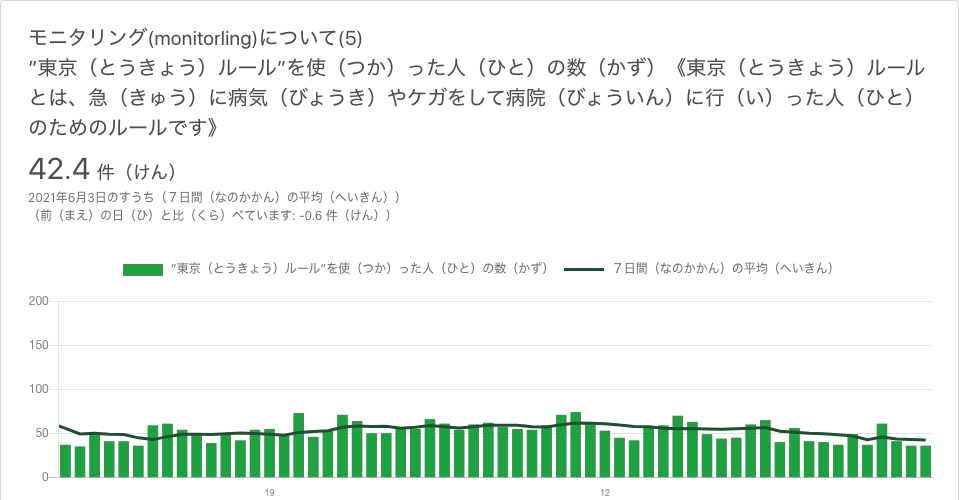 モニタリング(monitorling)について(5)
”東京（とうきょう）ルール”を使（つか）った人（ひと）の数（かず）《東京（とうきょう）ルール
とは、急（きゅう）に病気（びょうき）やケガをして病院（びょういん）に行（い）った人（ひと）
のためのルールです》
42.4 件（けん）
2021年6月3日のすうち（７日間（なのかかん）の平均（へいきん））
（前（まえ）の日（ひ）と比（くら）べています: -0.6 件（けん））
”東京（とうきょう）ルール”を使（つか）った人（ひと）の数（かず） ７日間（なのかかん）の平均（へいきん）
200
150
100
50
0
19 12